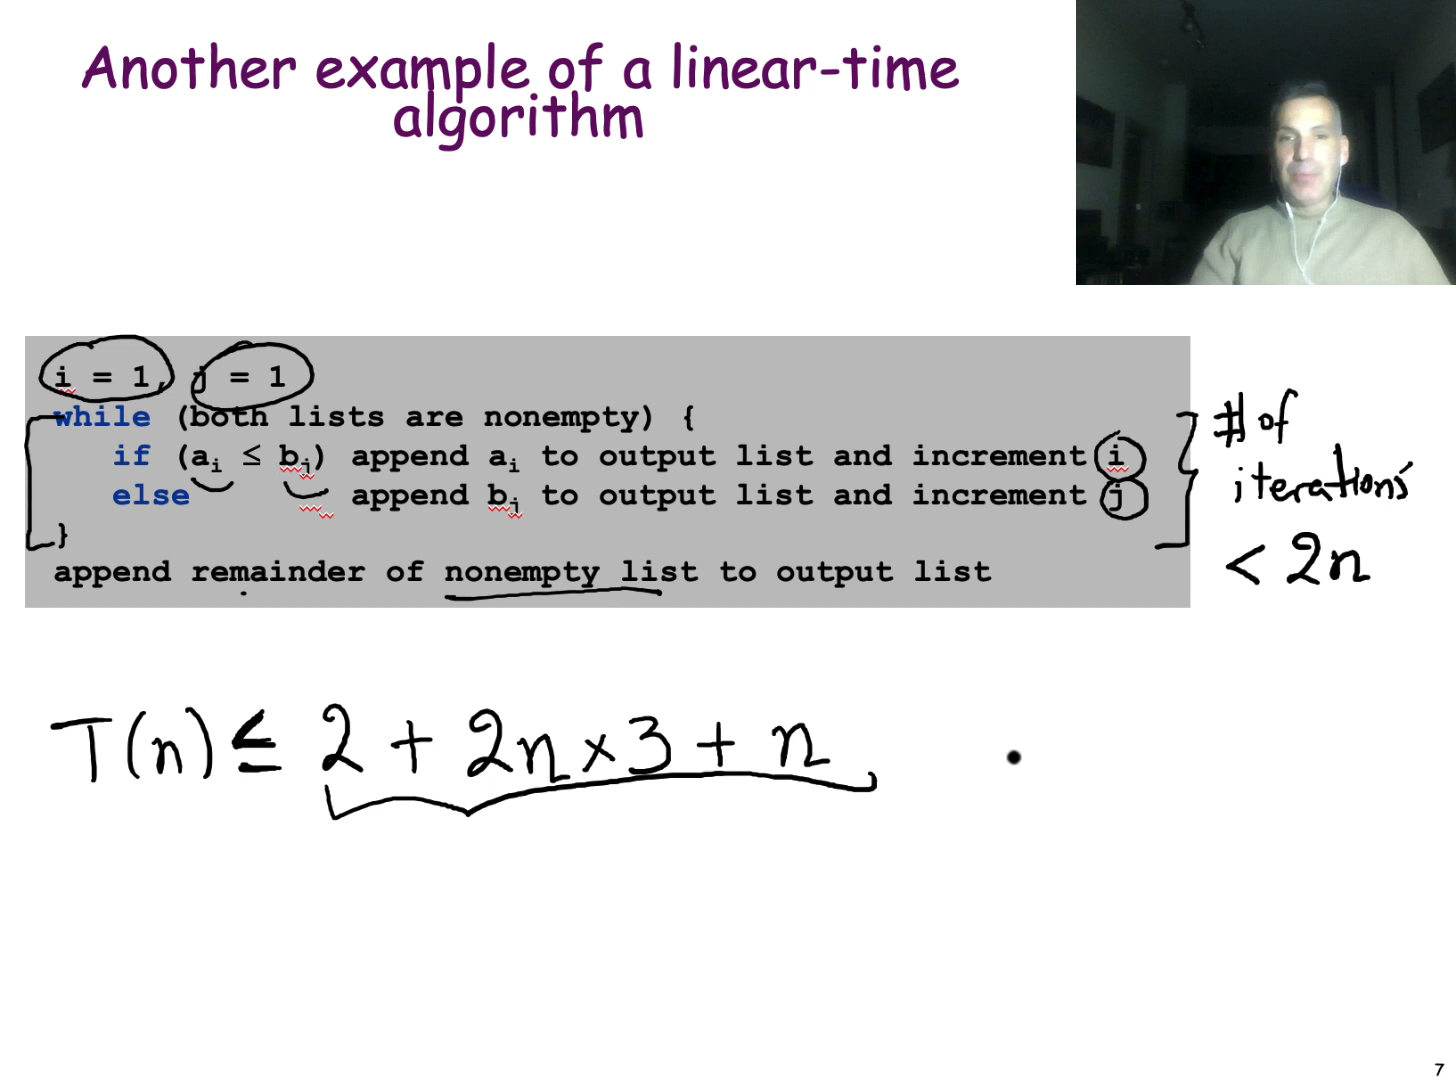 Another example of a linear-time
algorithm
i = 1, j = 1
while (both lists are nonempty) {
if (ai ≤ bj) append ai to output list and increment i
else append bj to output list and increment j
}
append remainder of nonempty list to output list
# of
iterations
< 2n
T(n) ≤ 2 + 2n × 3 + n
7